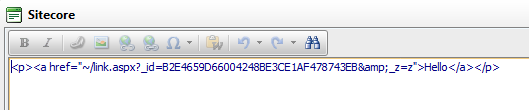 Sitecore
B I Ω W
<p><a href="~/link.aspx?_id=B2E4659D66004248BE3CE1AF478743EB&amp;_z=z">Hello</a></p>